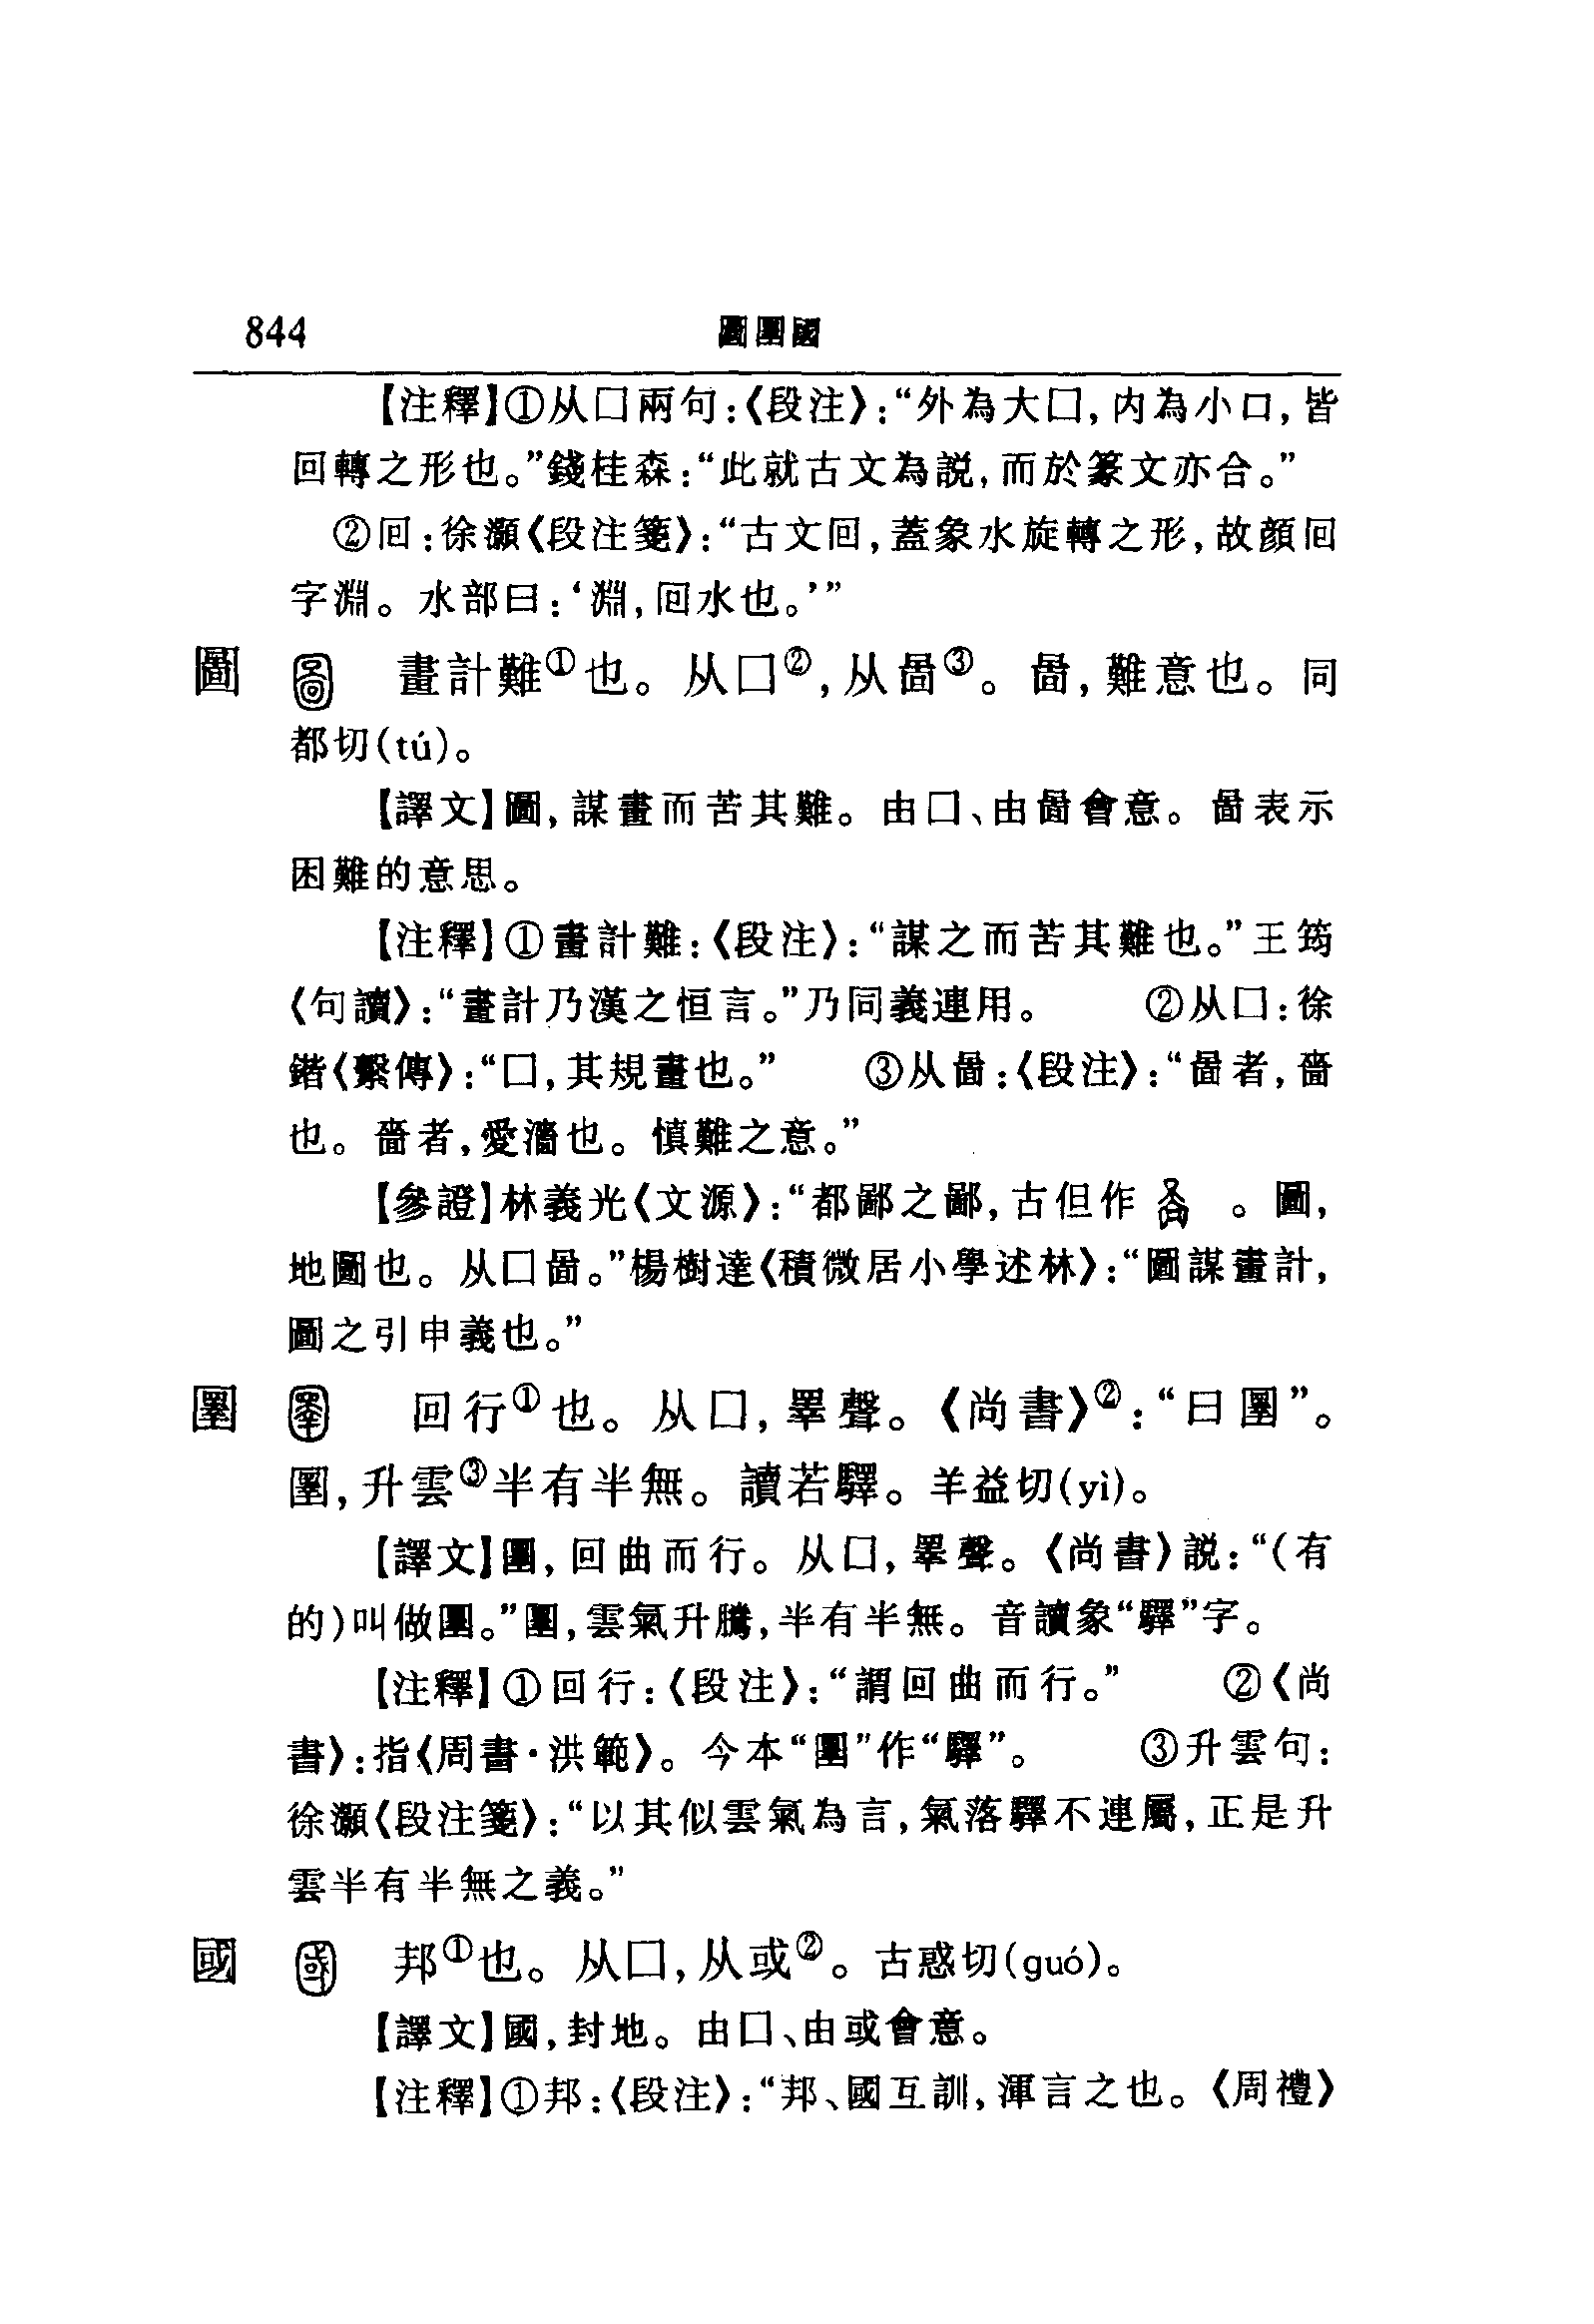 844 圖圛國
【注釋】①从囗兩句:《段注》:“外為大囗,内為小口,皆
回轉之形也。”錢桂森:“此就古文為説,而於篆文亦合。”
②囘:徐灝《段注箋》:“古文囘,蓋象水旋轉之形,故顔囘
字淵。水部曰:‘淵,囘水也。’”
圖 畫計難①也。从囗②,从啚③。啚,難意也。同
都切(tú)。
【譯文】圖,謀畫而苦其難。由囗、由啚會意。啚表示
困難的意思。
【注釋】①畫計難:《段注》:“謀之而苦其難也。”王筠
《句讀》:“畫計乃漢之恒言。”乃同義連用。 ②从囗:徐
鍇《繫傳》:“囗,其規畫也。” ③从啚:《段注》:“啚者,嗇
也。嗇者,愛濇也。慎難之意。”
【參證】林義光《文源》:“都鄙之鄙,古但作 。圖,
地圖也。从囗啚。”楊樹達《積微居小學述林》:“圖謀畫計,
圖之引申義也。”
圛 回行①也。从囗,睪聲。《尚書》②:“曰圛”。
圛,升雲③半有半無。讀若驛。羊益切(yì)。
【譯文】圛,回曲而行。从囗,睪聲。《尚書》説:“(有
的)叫做圛。”圛,雲氣升騰,半有半無。音讀象“驛”字。
【注釋】①回行:《段注》:“謂回曲而行。” ②《尚
書》:指《周書·洪範》。今本“圛”作“驛”。 ③升雲句:
徐灝《段注箋》:“以其似雲氣為言,氣落驛不連屬,正是升
雲半有半無之義。”
國 邦①也。从囗,从或②。古惑切(guó)。
【譯文】國,封地。由囗、由或會意。
【注釋】①邦:《段注》:“邦、國互訓,渾言之也。《周禮》